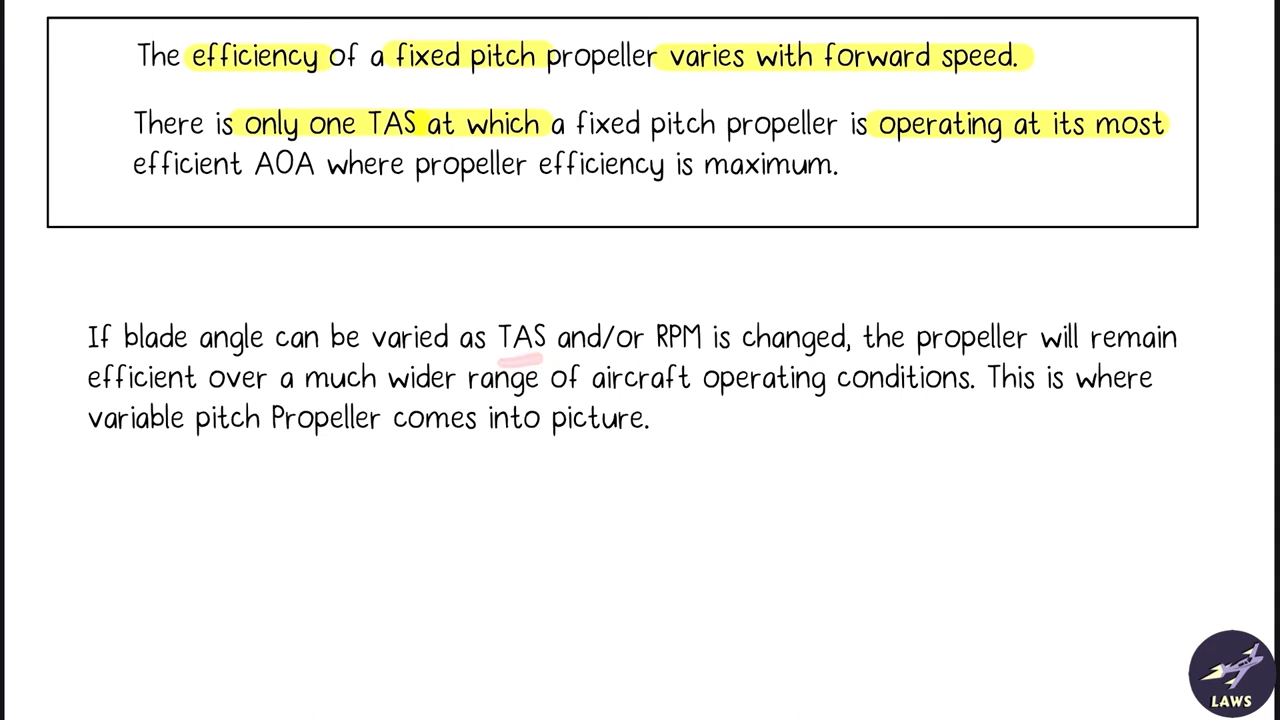 The efficiency of a fixed pitch propeller varies with forward speed.
There is only one TAS at which a fixed pitch propeller is operating at its most
efficient AOA where propeller efficiency is maximum.
If blade angle can be varied as TAS and/or RPM is changed, the propeller will remain
efficient over a much wider range of aircraft operating conditions. This is where
variable pitch Propeller comes into picture.
LAWS